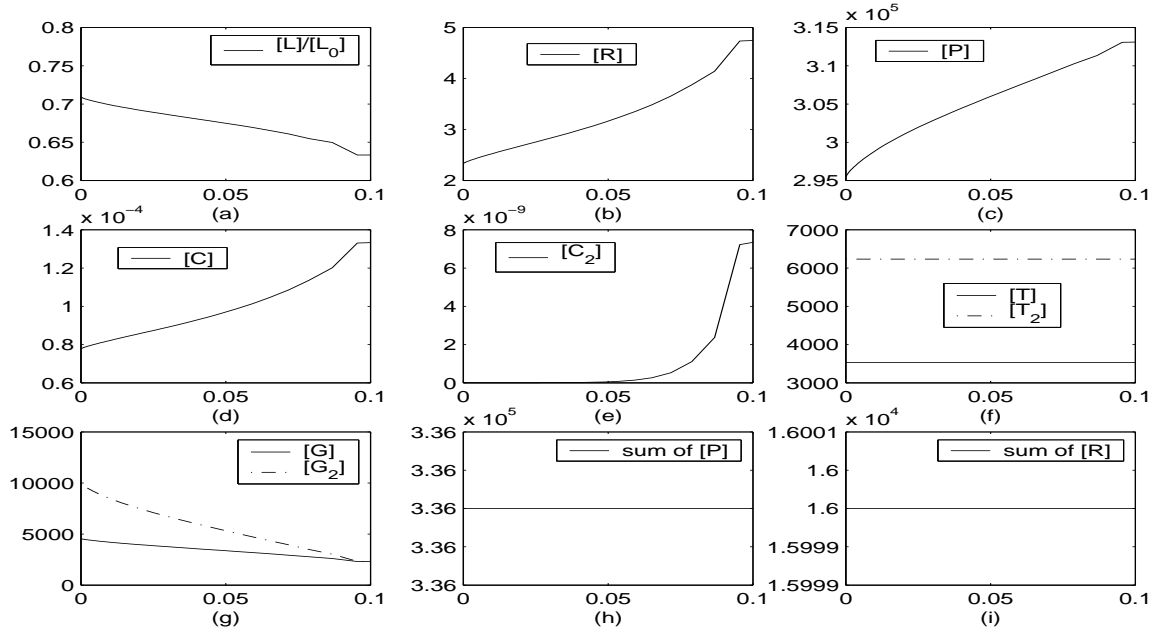 [L]/[L0]
0.8
0.75
0.7
0.65
0.6
0
0.05
0.1
(a)
[R]
5
4
3
2
0
0.05
0.1
(b)
x 10^5
[P]
3.15
3.1
3.05
3
2.95
0
0.05
0.1
(c)
x 10^−4
[C]
1.4
1.2
1
0.8
0.6
0
0.05
0.1
(d)
x 10^−9
[C2]
8
6
4
2
0
0
0.05
0.1
(e)
[T]
[T2]
7000
6000
5000
4000
3000
0
0.05
0.1
(f)
[G]
[G2]
15000
10000
5000
0
0
0.05
0.1
(g)
x 10^5
sum of [P]
3.36
3.36
3.36
3.36
3.36
0
0.05
0.1
(h)
x 10^4
sum of [R]
1.6001
1.6
1.6
1.5999
1.5999
0
0.05
0.1
(i)